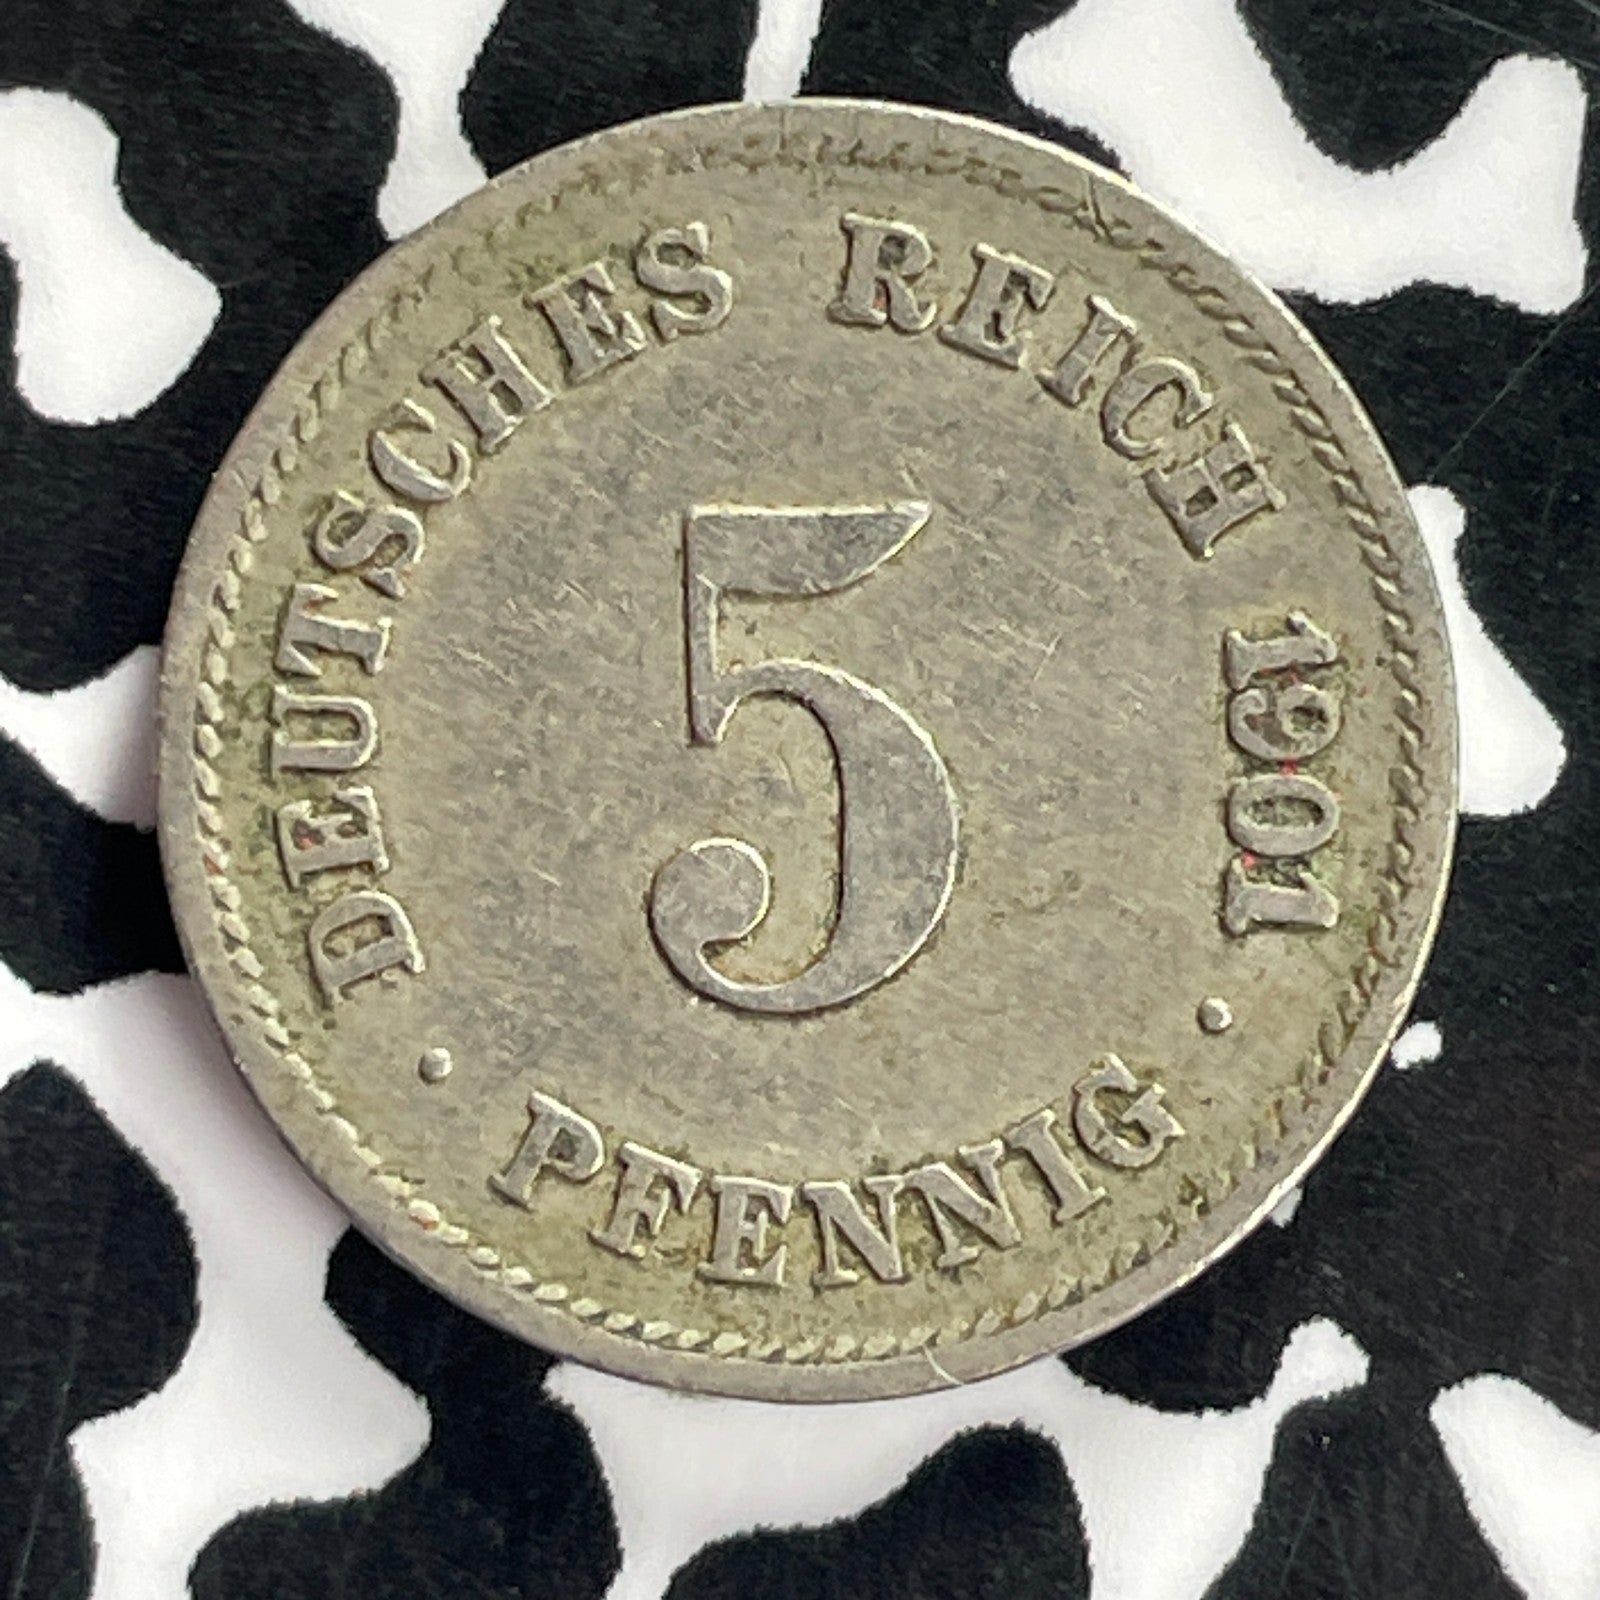 DEUTSCHES REICH 1901
5
· PFENNIG ·